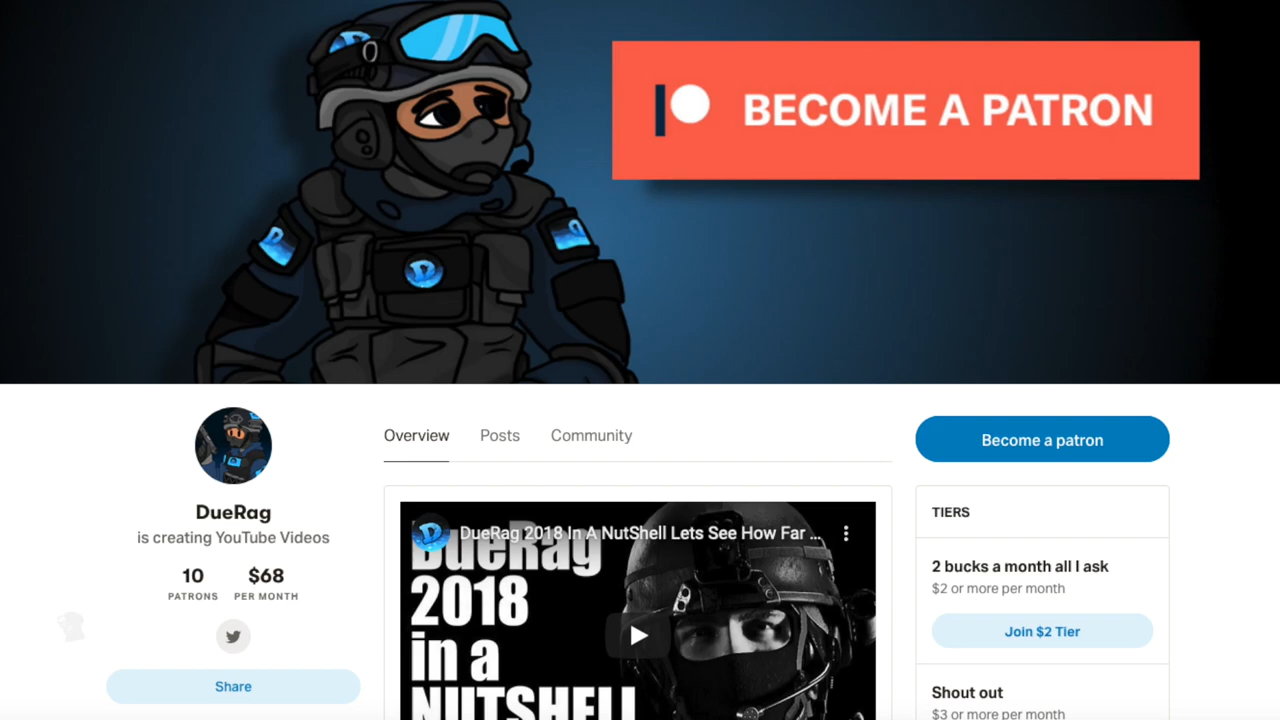 BECOME A PATRON
DueRag
is creating YouTube Videos
10
PATRONS
$68
PER MONTH
Share
Overview
Posts
Community
DueRag 2018 In A NutShell Lets See How Far ...
DueRag
2018
in a
NUTSHELL
Become a patron
TIERS
2 bucks a month all I ask
$2 or more per month
Join $2 Tier
Shout out
$3 or more per month